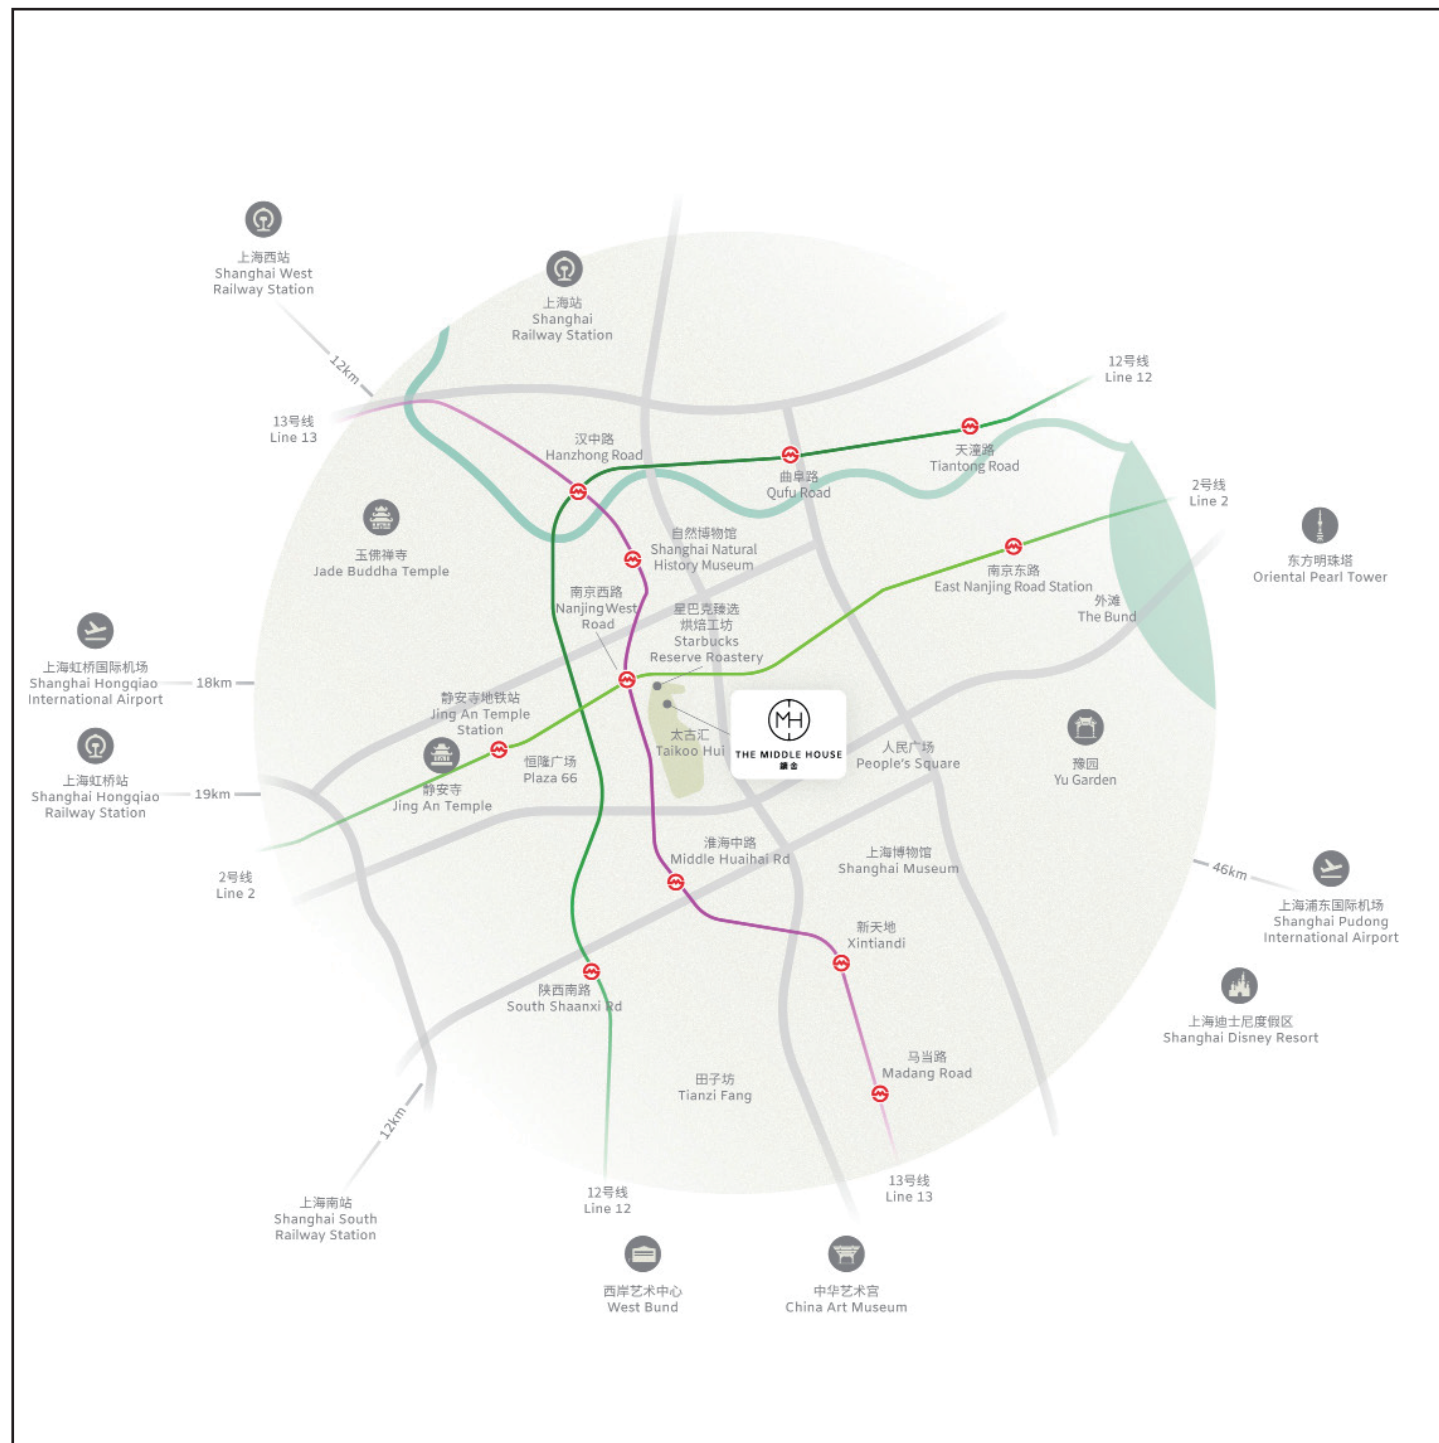 上海西站
Shanghai West
Railway Station
上海站
Shanghai
Railway Station
12km
12号线
Line 12
13号线
Line 13
汉中路
Hanzhong Road
天潼路
Tiantong Road
曲阜路
Qufu Road
2号线
Line 2
玉佛禅寺
Jade Buddha Temple
自然博物馆
Shanghai Natural
History Museum
东方明珠塔
Oriental Pearl Tower
南京东路
East Nanjing Road Station
南京西路
Nanjing West
Road
星巴克臻选
烘焙工坊
Starbucks
Reserve Roastery
外滩
The Bund
上海虹桥国际机场
Shanghai Hongqiao
International Airport
18km
静安寺地铁站
Jing An Temple
Station
MH
THE MIDDLE HOUSE
鏞舍
太古汇
Taikoo Hui
人民广场
People's Square
豫园
Yu Garden
恒隆广场
Plaza 66
上海虹桥站
Shanghai Hongqiao
Railway Station
19km
静安寺
Jing An Temple
淮海中路
Middle Huaihai Rd
上海博物馆
Shanghai Museum
2号线
Line 2
46km
上海浦东国际机场
Shanghai Pudong
International Airport
新天地
Xintiandi
陕西南路
South Shaanxi Rd
上海迪士尼度假区
Shanghai Disney Resort
马当路
Madang Road
田子坊
Tianzi Fang
12km
上海南站
Shanghai South
Railway Station
12号线
Line 12
13号线
Line 13
西岸艺术中心
West Bund
中华艺术宫
China Art Museum